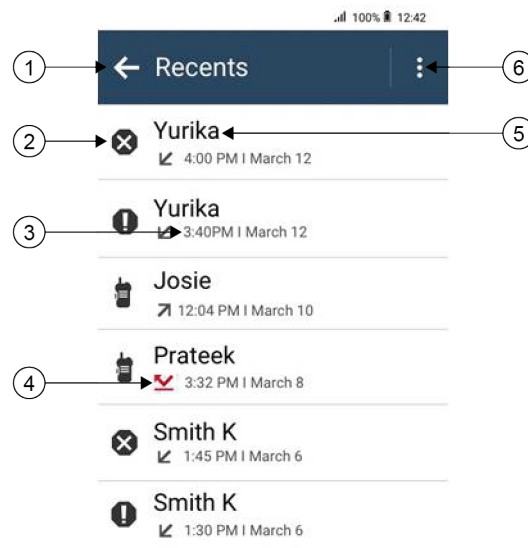 100% 12:42
1
Recents
6
2
Yurika
5
4:00 PM I March 12
Yurika
3
3:40PM I March 12
Josie
12:04 PM I March 10
Prateek
4
3:32 PM I March 8
Smith K
1:45 PM I March 6
Smith K
1:30 PM I March 6